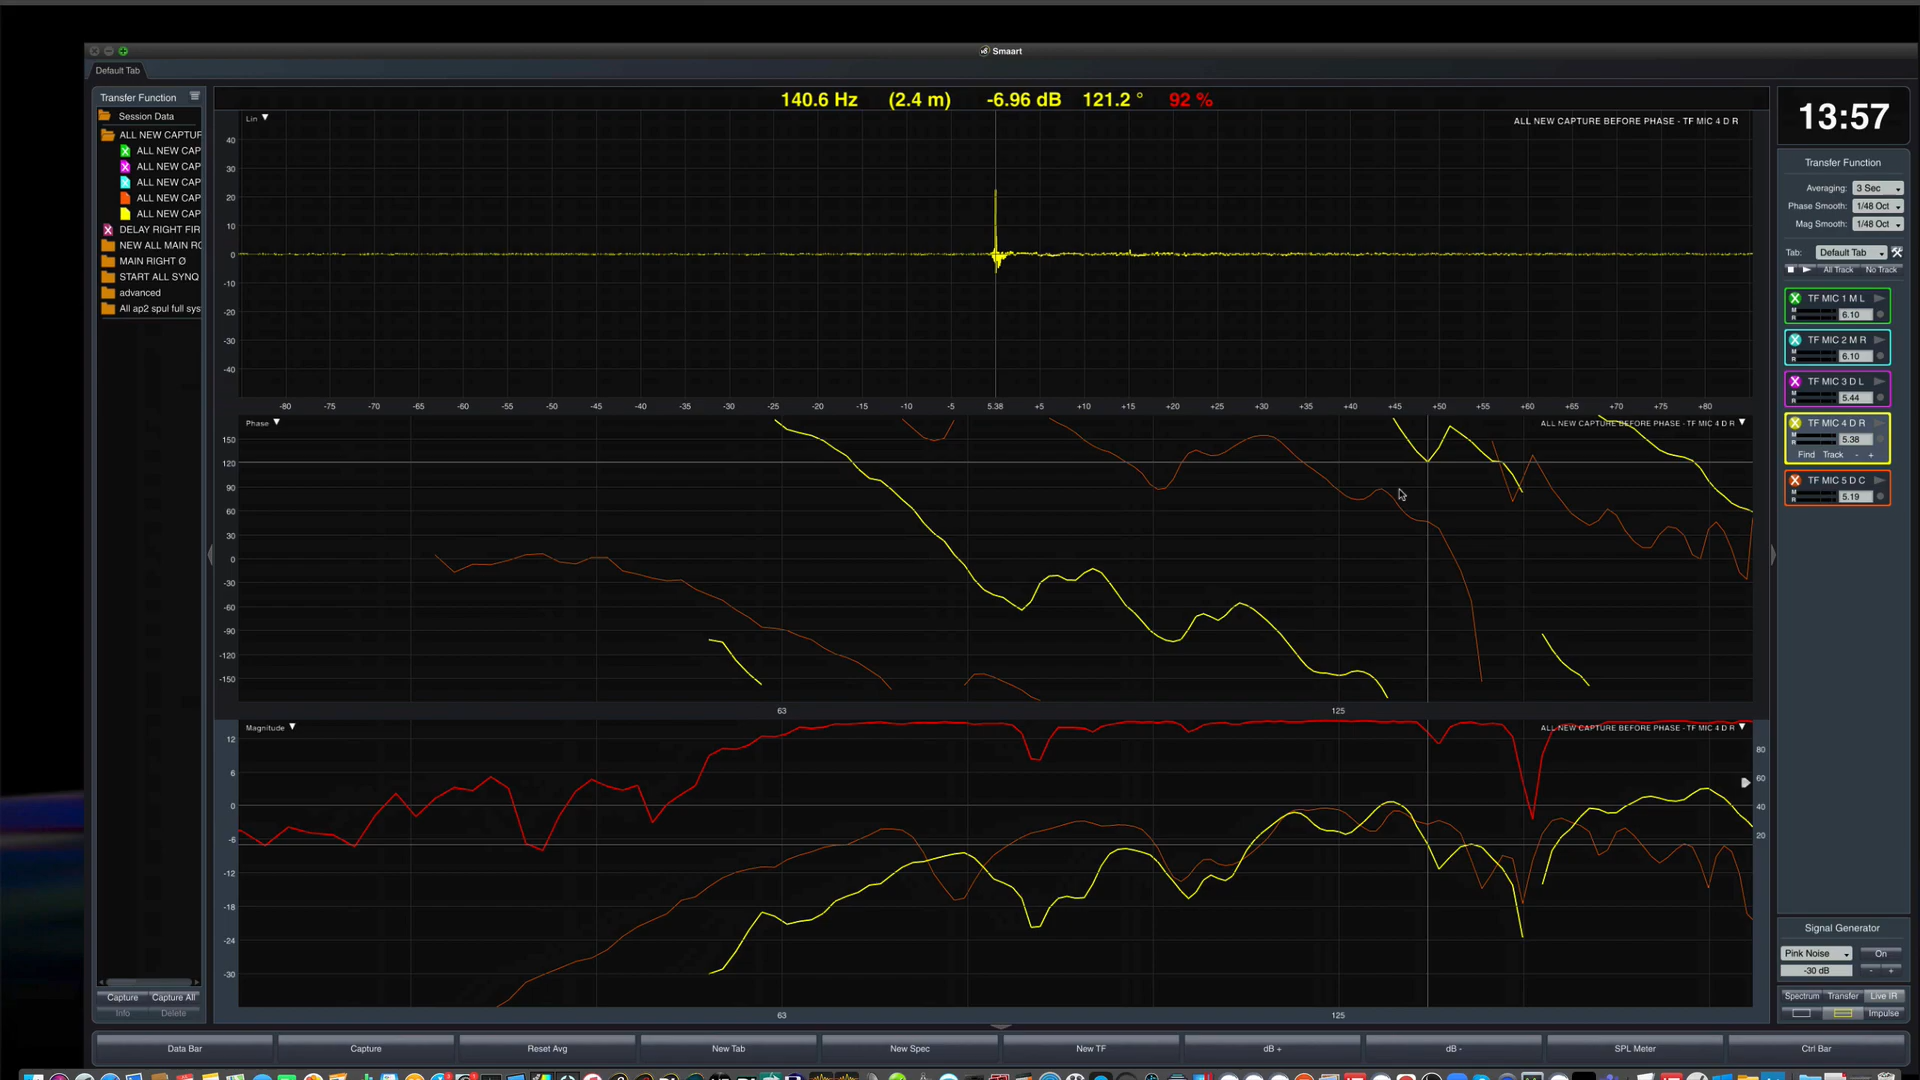 Smaart
Default Tab
Transfer Function
Session Data
ALL NEW CAPTUR
ALL NEW CAP
ALL NEW CAP
ALL NEW CAP
ALL NEW CAP
ALL NEW CAP
DELAY RIGHT FIR
NEW ALL MAIN RO
MAIN RIGHT Ø
START ALL SYNQ
advanced
All ap2 spul full sys
Capture Capture All
Info Delete
140.6 Hz (2.4 m) -6.96 dB 121.2 ° 92 %
Lin
ALL NEW CAPTURE BEFORE PHASE - TF MIC 4 D R
40
30
20
10
0
-10
-20
-30
-40
-80 -75 -70 -65 -60 -55 -50 -45 -40 -35 -30 -25 -20 -15 -10 -5 5.38 +5 +10 +15 +20 +25 +30 +35 +40 +45 +50 +55 +60 +65 +70 +75 +80
Phase
ALL NEW CAPTURE BEFORE PHASE - TF MIC 4 D R
150
120
90
60
30
0
-30
-60
-90
-120
-150
63 125
Magnitude
ALL NEW CAPTURE BEFORE PHASE - TF MIC 4 D R
12
6
0
-6
-12
-18
-24
-30
80
60
40
20
63 125
13:57
Transfer Function
Averaging: 3 Sec
Phase Smooth: 1/48 Oct
Mag Smooth: 1/48 Oct
Tab: Default Tab
All Track No Track
TF MIC 1 M L
M
R 6.10
TF MIC 2 M R
M
R 6.10
TF MIC 3 D L
M
R 5.44
TF MIC 4 D R
M
R 5.38
Find Track - +
TF MIC 5 D C
M
R 5.19
Signal Generator
Pink Noise On
-30 dB - +
Spectrum Transfer Live IR
Impulse
Data Bar Capture Reset Avg New Tab New Spec New TF dB + dB - SPL Meter Ctrl Bar